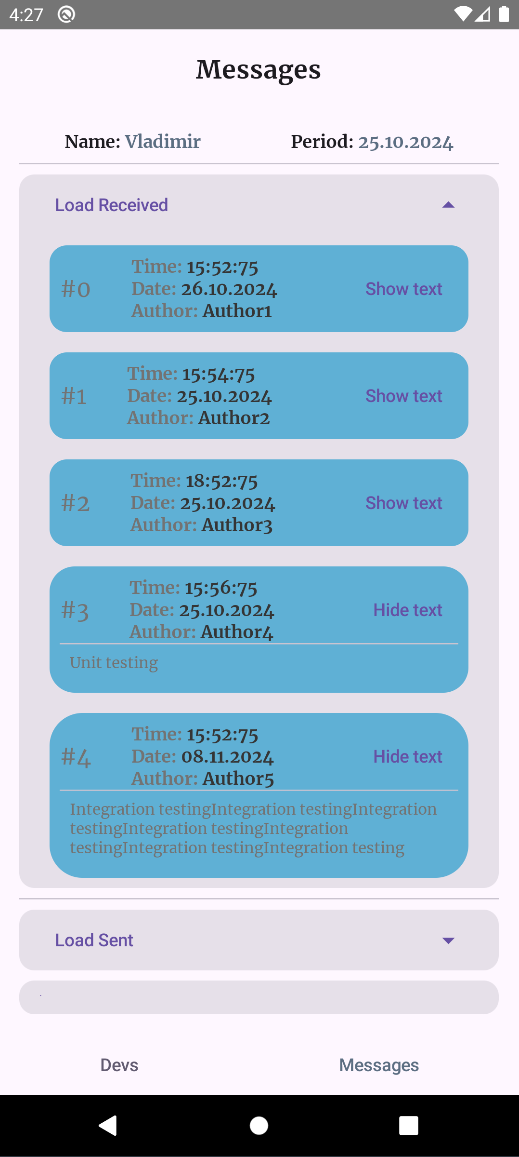 4:27
Messages
Name: Vladimir Period: 25.10.2024
Load Received
#0
Time: 15:52:75
Date: 26.10.2024
Author: Author1
Show text
#1
Time: 15:54:75
Date: 25.10.2024
Author: Author2
Show text
#2
Time: 18:52:75
Date: 25.10.2024
Author: Author3
Show text
#3
Time: 15:56:75
Date: 25.10.2024
Author: Author4
Hide text
Unit testing
#4
Time: 15:52:75
Date: 08.11.2024
Author: Author5
Hide text
Integration testingIntegration testingIntegration
testingIntegration testingIntegration
testingIntegration testingIntegration testing
Load Sent
Devs Messages